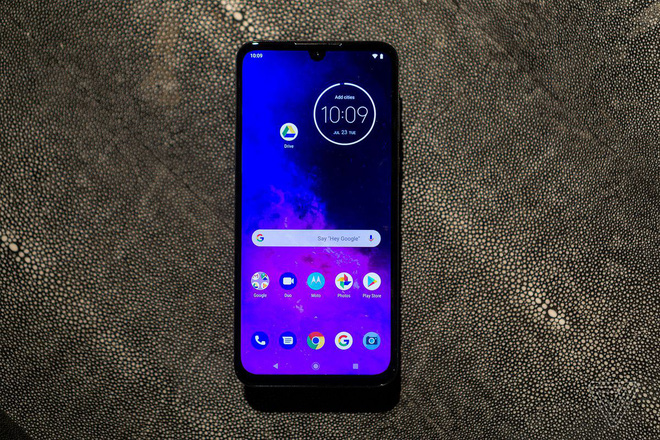 10:09
Add cities
10:09
JUL 23 TUE
Drive
Say "Hey Google"
Google
Duo
Moto
Photos
Play Store